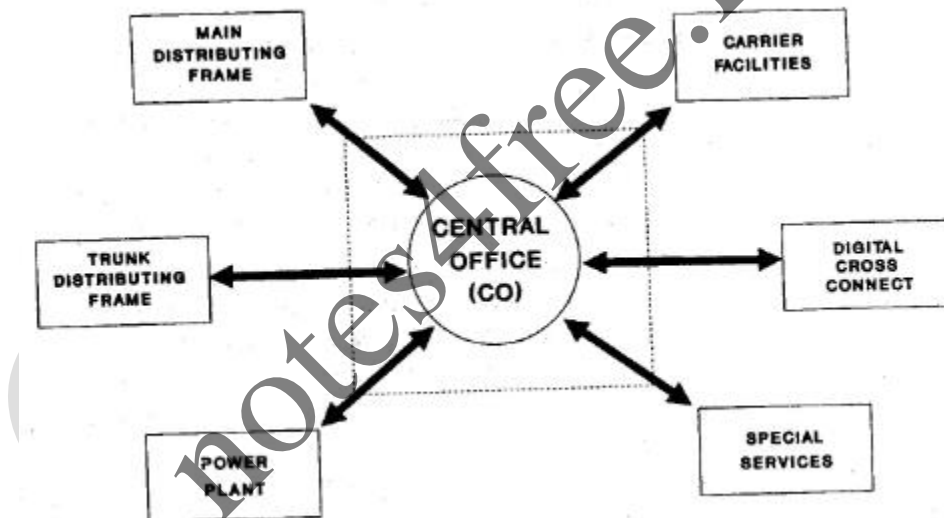 MAIN
DISTRIBUTING
FRAME
CARRIER
FACILITIES
CENTRAL
OFFICE
(CO)
TRUNK
DISTRIBUTING
FRAME
DIGITAL
CROSS
CONNECT
POWER
PLANT
SPECIAL
SERVICES
notes4free.